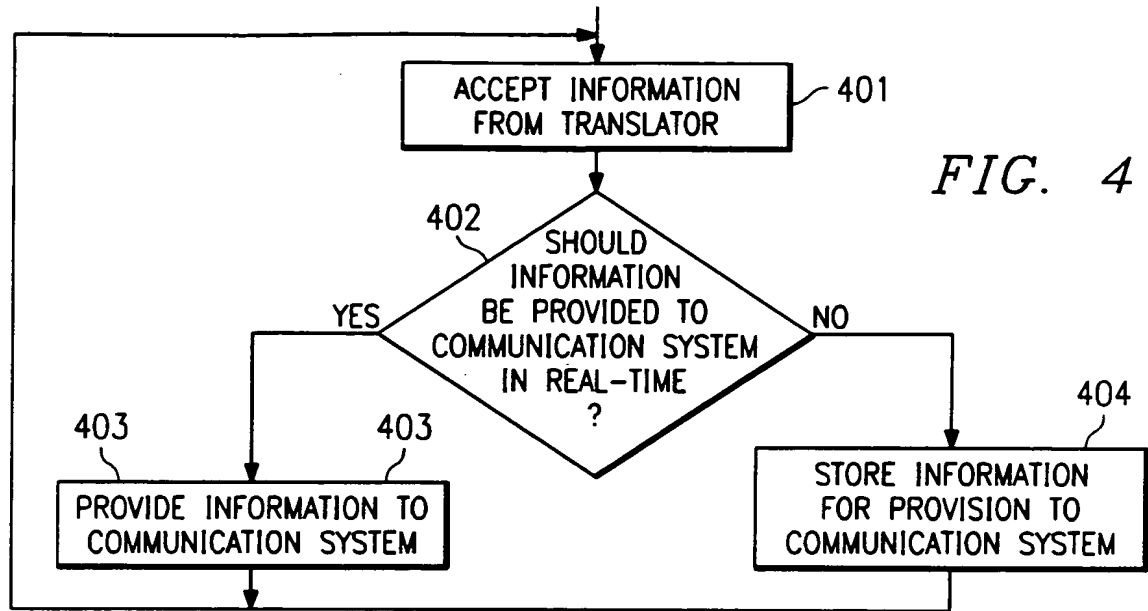 ACCEPT INFORMATION
FROM TRANSLATOR
401
FIG. 4
402
SHOULD
INFORMATION
BE PROVIDED TO
COMMUNICATION SYSTEM
IN REAL-TIME
?
YES
NO
403
403
PROVIDE INFORMATION TO
COMMUNICATION SYSTEM
404
STORE INFORMATION
FOR PROVISION TO
COMMUNICATION SYSTEM